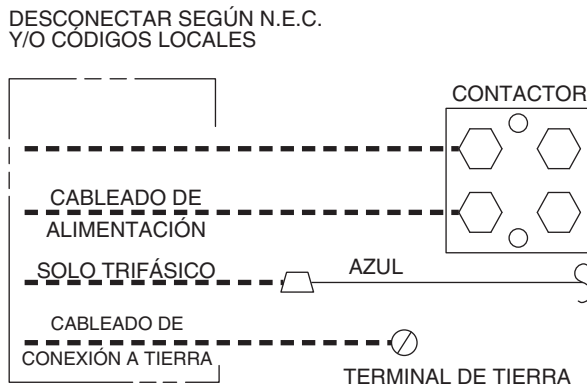 DESCONECTAR SEGÚN N.E.C.
Y/O CÓDIGOS LOCALES
CONTACTOR
CABLEADO DE
ALIMENTACIÓN
SOLO TRIFÁSICO
AZUL
CABLEADO DE
CONEXIÓN A TIERRA
TERMINAL DE TIERRA